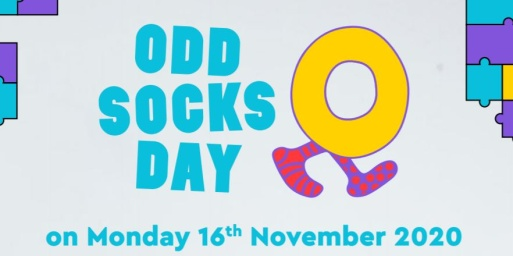 ODD
SOCKS
DAY
on Monday 16th November 2020